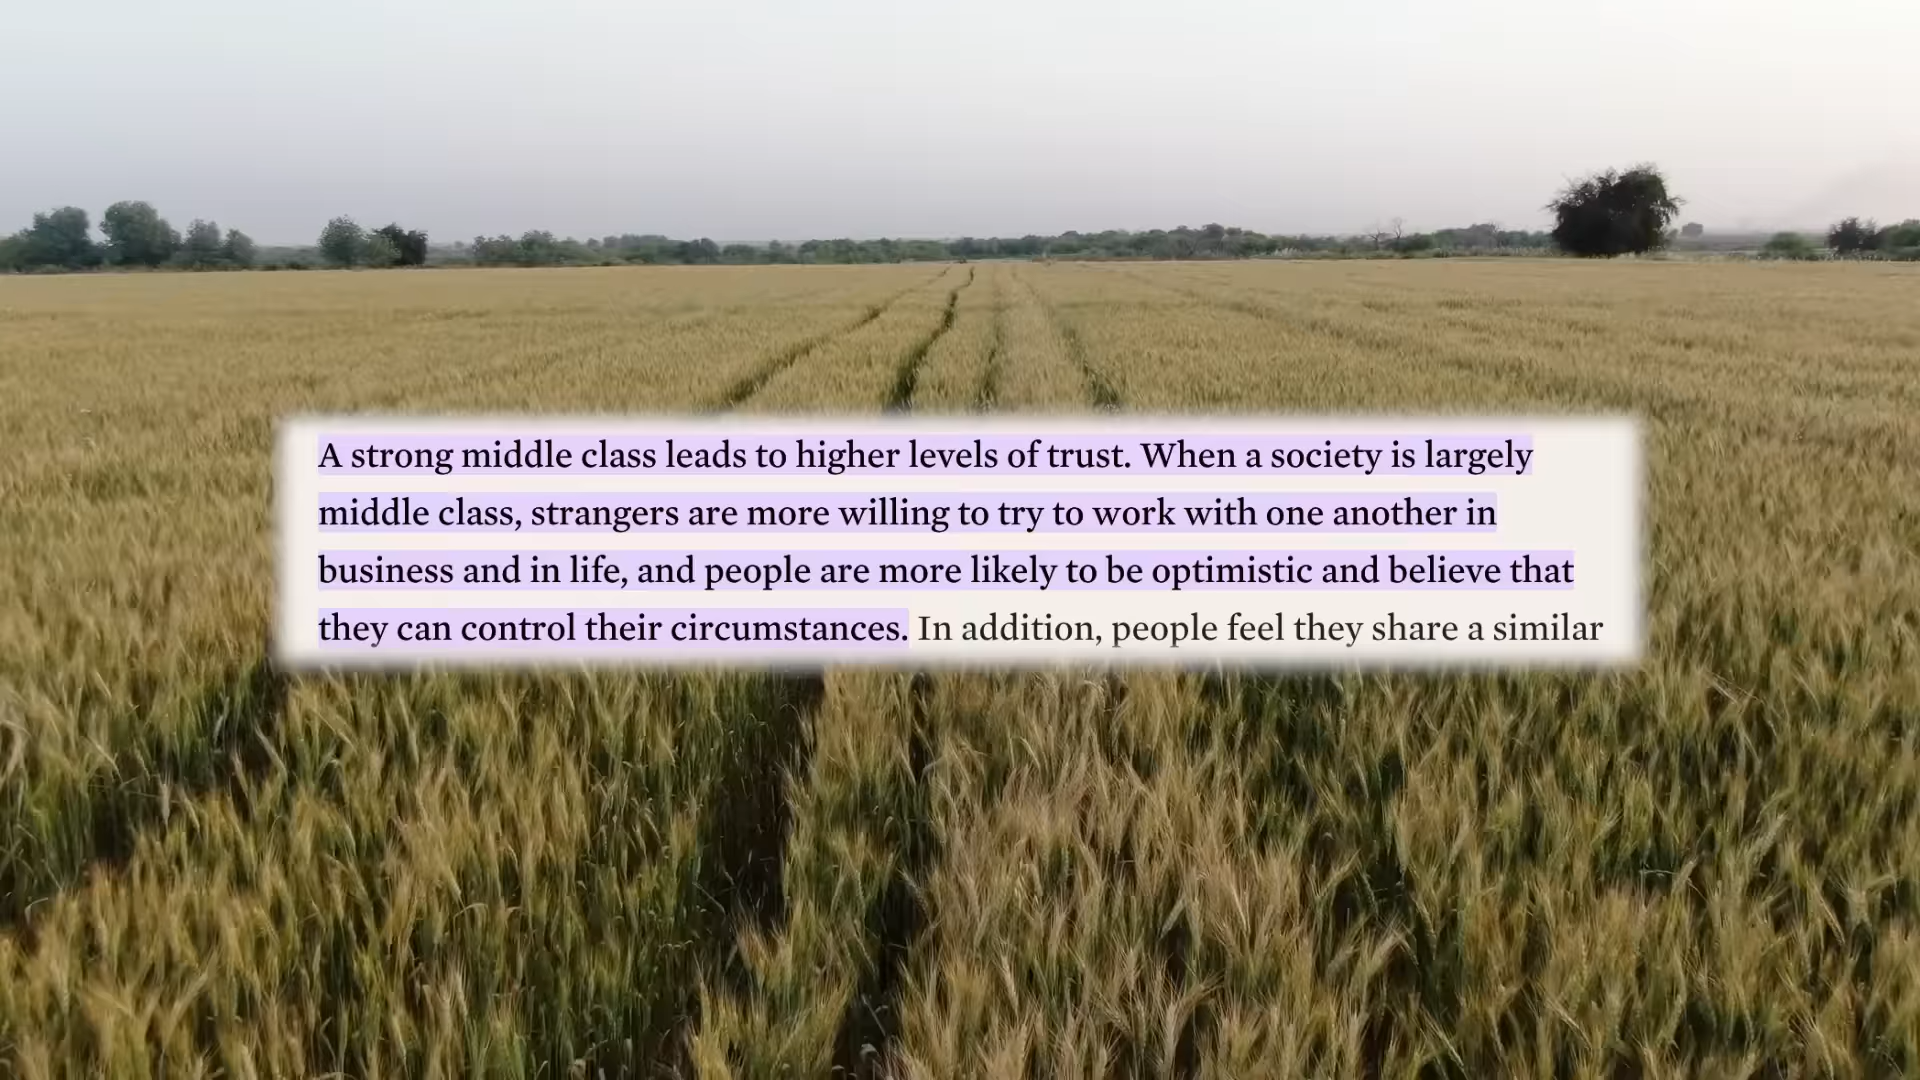 A strong middle class leads to higher levels of trust. When a society is largely
middle class, strangers are more willing to try to work with one another in
business and in life, and people are more likely to be optimistic and believe that
they can control their circumstances. In addition, people feel they share a similar